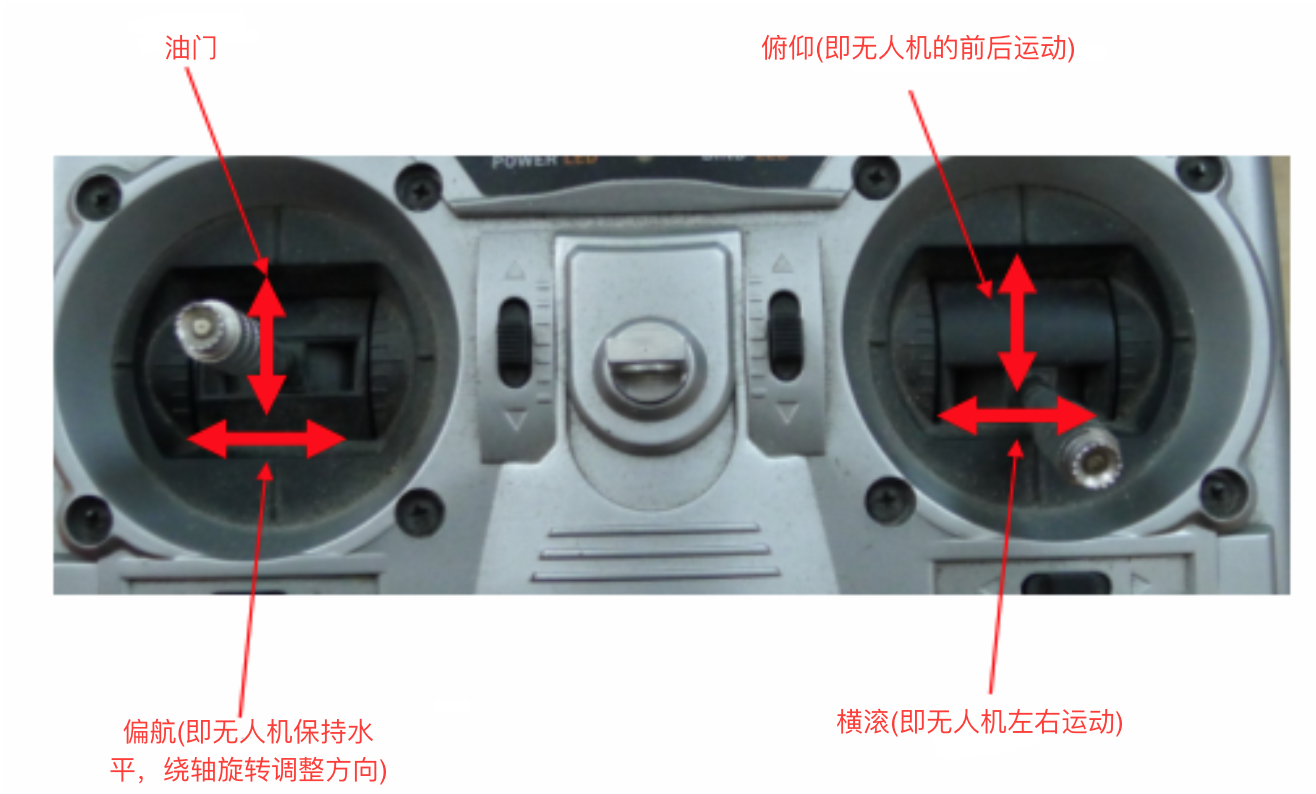 油门
俯仰(即无人机的前后运动)
POWER LED
偏航(即无人机保持水
平，绕轴旋转调整方向)
横滚(即无人机左右运动)